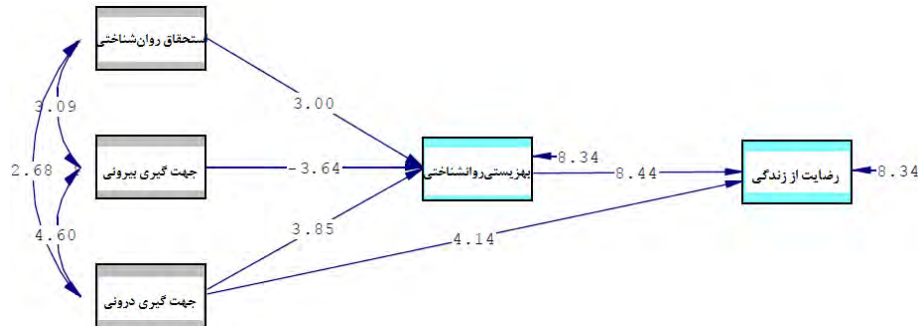 ستحقاق روان‌شناختی
3.00
3.09
جهت گیری بیرونی
-3.64
بهزیستی‌روانشناختی
8.34
8.44
رضایت از زندگی
8.34
2.68
3.85
4.14
4.60
جهت گیری درونی